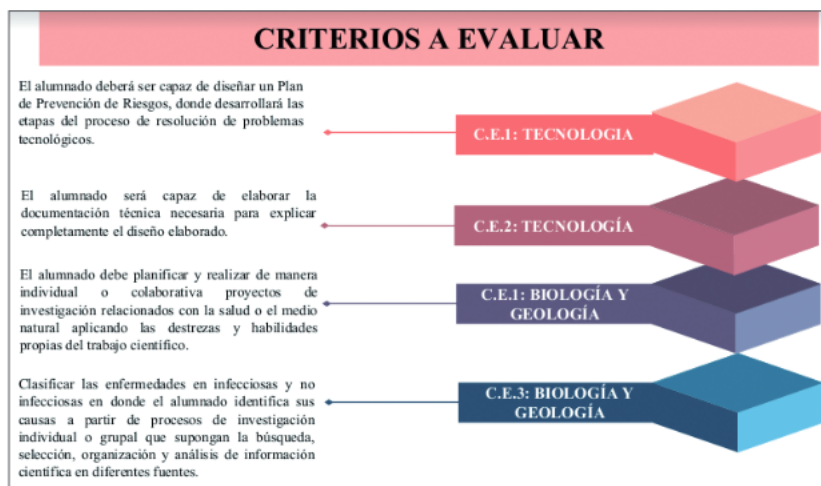 CRITERIOS A EVALUAR
El alumnado deberá ser capaz de diseñar un Plan
de Prevención de Riesgos, donde desarrollará las
etapas del proceso de resolución de problemas
tecnológicos.
C.E.1: TECNOLOGIA
El alumnado será capaz de elaborar la
documentación técnica necesaria para explicar
completamente el diseño elaborado.
C.E.2: TECNOLOGÍA
El alumnado debe planificar y realizar de manera
individual o colaborativa proyectos de
investigación relacionados con la salud o el medio
natural aplicando las destrezas y habilidades
propias del trabajo científico.
C.E.1: BIOLOGÍA Y
GEOLOGÍA
Clasificar las enfermedades en infecciosas y no
infecciosas en donde el alumnado identifica sus
causas a partir de procesos de investigación
individual o grupal que supongan la búsqueda,
selección, organización y análisis de información
científica en diferentes fuentes.
C.E.3: BIOLOGÍA Y
GEOLOGÍA